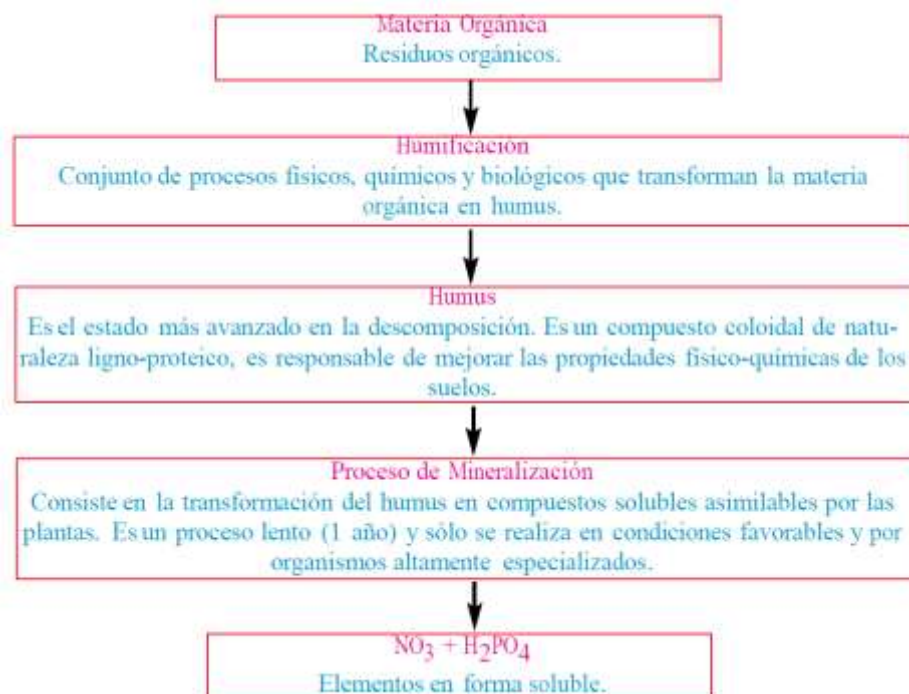 Materia Orgánica
Residuos orgánicos.
Humificación
Conjunto de procesos físicos, químicos y biológicos que transforman la materia
orgánica en humus.
Humus
Es el estado más avanzado en la descomposición. Es un compuesto coloidal de natu-
raleza ligno-proteico, es responsable de mejorar las propiedades físico-químicas de los
suelos.
Proceso de Mineralización
Consiste en la transformación del humus en compuestos solubles asimilables por las
plantas. Es un proceso lento (1 año) y sólo se realiza en condiciones favorables y por
organismos altamente especializados.
NO₃ + H₂PO₄
Elementos en forma soluble.